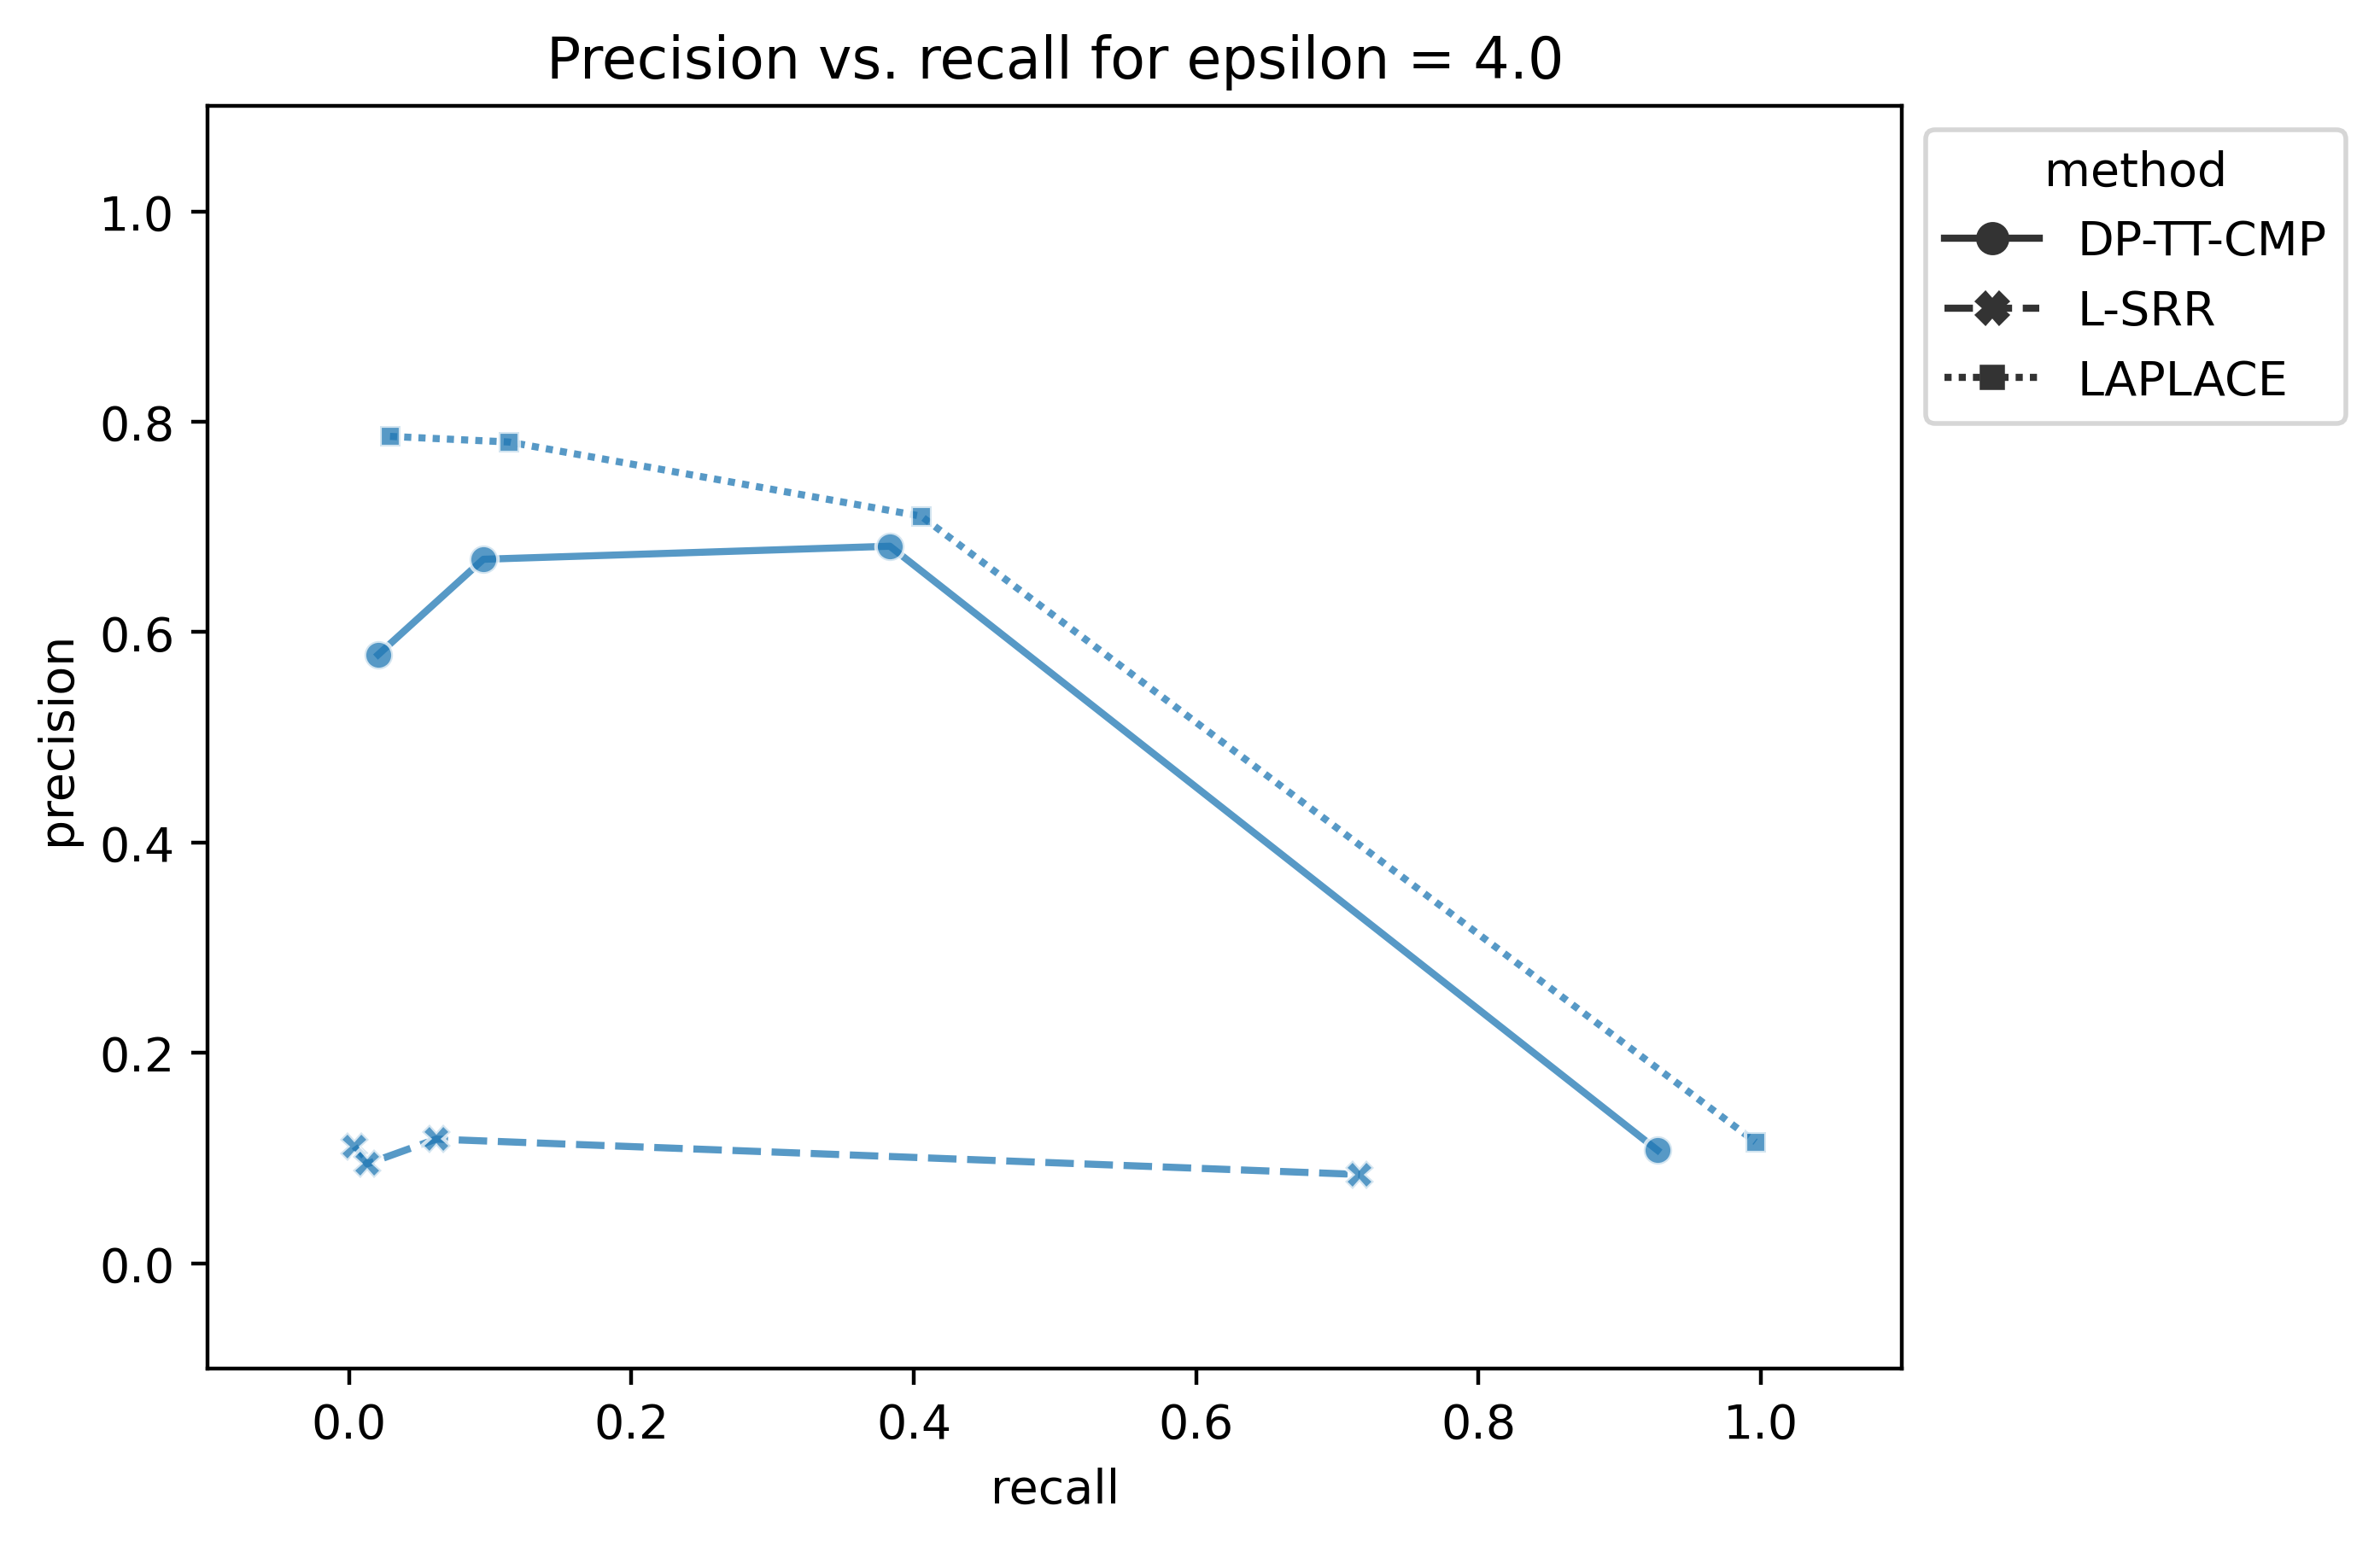 Precision vs. recall for epsilon = 4.0
1.0
0.8
0.6
0.4
0.2
0.0
precision
0.0 0.2 0.4 0.6 0.8 1.0
recall
method
DP-TT-CMP
L-SRR
LAPLACE